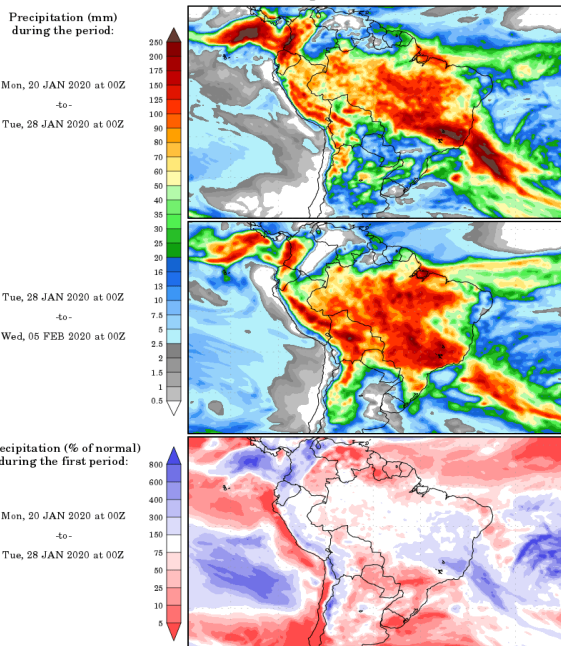 Precipitation (mm)
during the period:
Mon, 20 JAN 2020 at 00Z
-to-
Tue, 28 JAN 2020 at 00Z
250
200
175
150
125
100
90
80
70
60
50
40
35
30
25
20
16
13
10
7.5
5
2.5
2
1.5
1
0.5
Tue, 28 JAN 2020 at 00Z
-to-
Wed, 05 FEB 2020 at 00Z
ecipitation (% of normal)
during the first period:
Mon, 20 JAN 2020 at 00Z
-to-
Tue, 28 JAN 2020 at 00Z
800
600
400
300
150
75
50
25
10
5